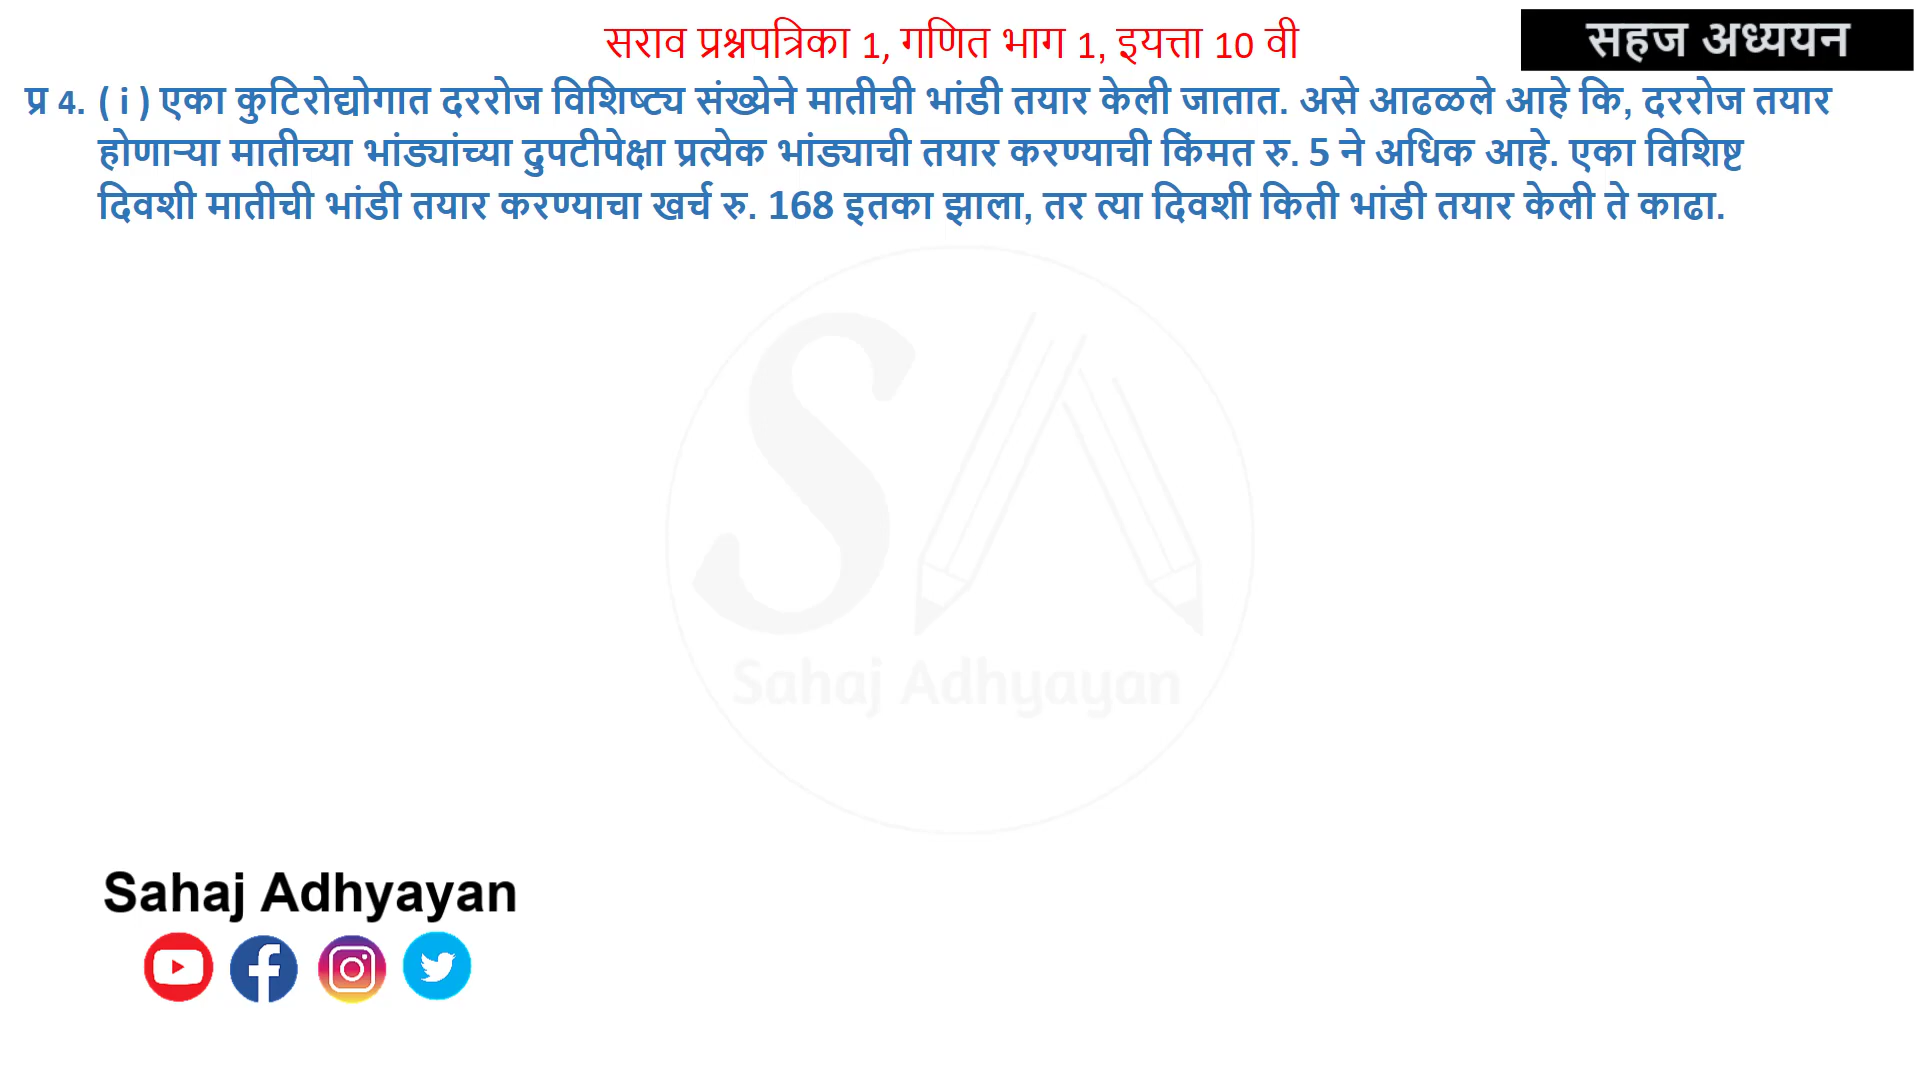 सराव प्रश्नपत्रिका 1, गणित भाग 1, इयत्ता 10 वी
सहज अध्ययन
प्र 4. ( i ) एका कुटिरोद्योगात दररोज विशिष्ट्य संख्येने मातीची भांडी तयार केली जातात. असे आढळले आहे कि, दररोज तयार
होणाऱ्या मातीच्या भांड्यांच्या दुपटीपेक्षा प्रत्येक भांड्याची तयार करण्याची किंमत रु. 5 ने अधिक आहे. एका विशिष्ट
दिवशी मातीची भांडी तयार करण्याचा खर्च रु. 168 इतका झाला, तर त्या दिवशी किती भांडी तयार केली ते काढा.
SA
Sahaj Adhyayan
Sahaj Adhyayan